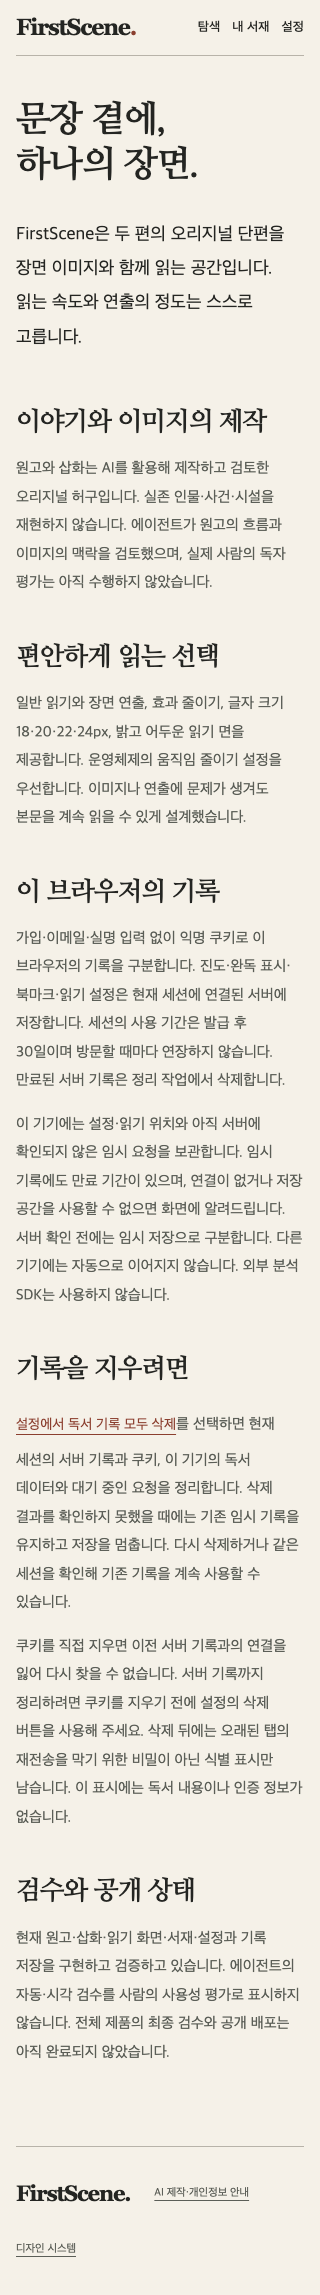 FirstScene.
탐색 내 서재 설정
문장 곁에,
하나의 장면.
FirstScene은 두 편의 오리지널 단편을
장면 이미지와 함께 읽는 공간입니다.
읽는 속도와 연출의 정도는 스스로
고릅니다.
이야기와 이미지의 제작
원고와 삽화는 AI를 활용해 제작하고 검토한
오리지널 허구입니다. 실존 인물·사건·시설을
재현하지 않습니다. 에이전트가 원고의 흐름과
이미지의 맥락을 검토했으며, 실제 사람의 독자
평가는 아직 수행하지 않았습니다.
편안하게 읽는 선택
일반 읽기와 장면 연출, 효과 줄이기, 글자 크기
18·20·22·24px, 밝고 어두운 읽기 면을
제공합니다. 운영체제의 움직임 줄이기 설정을
우선합니다. 이미지나 연출에 문제가 생겨도
본문을 계속 읽을 수 있게 설계했습니다.
이 브라우저의 기록
가입·이메일·실명 입력 없이 익명 쿠키로 이
브라우저의 기록을 구분합니다. 진도·완독 표시·
북마크·읽기 설정은 현재 세션에 연결된 서버에
저장합니다. 세션의 사용 기간은 발급 후
30일이며 방문할 때마다 연장하지 않습니다.
만료된 서버 기록은 정리 작업에서 삭제합니다.
이 기기에는 설정·읽기 위치와 아직 서버에
확인되지 않은 임시 요청을 보관합니다. 임시
기록에도 만료 기간이 있으며, 연결이 없거나 저장
공간을 사용할 수 없으면 화면에 알려드립니다.
서버 확인 전에는 임시 저장으로 구분합니다. 다른
기기에는 자동으로 이어지지 않습니다. 외부 분석
SDK는 사용하지 않습니다.
기록을 지우려면
설정에서 독서 기록 모두 삭제를 선택하면 현재
세션의 서버 기록과 쿠키, 이 기기의 독서
데이터와 대기 중인 요청을 정리합니다. 삭제
결과를 확인하지 못했을 때에는 기존 임시 기록을
유지하고 저장을 멈춥니다. 다시 삭제하거나 같은
세션을 확인해 기존 기록을 계속 사용할 수
있습니다.
쿠키를 직접 지우면 이전 서버 기록과의 연결을
잃어 다시 찾을 수 없습니다. 서버 기록까지
정리하려면 쿠키를 지우기 전에 설정의 삭제
버튼을 사용해 주세요. 삭제 뒤에는 오래된 탭의
재전송을 막기 위한 비밀이 아닌 식별 표시만
남습니다. 이 표시에는 독서 내용이나 인증 정보가
없습니다.
검수와 공개 상태
현재 원고·삽화·읽기 화면·서재·설정과 기록
저장을 구현하고 검증하고 있습니다. 에이전트의
자동·시각 검수를 사람의 사용성 평가로 표시하지
않습니다. 전체 제품의 최종 검수와 공개 배포는
아직 완료되지 않았습니다.
FirstScene.
AI 제작·개인정보 안내
디자인 시스템